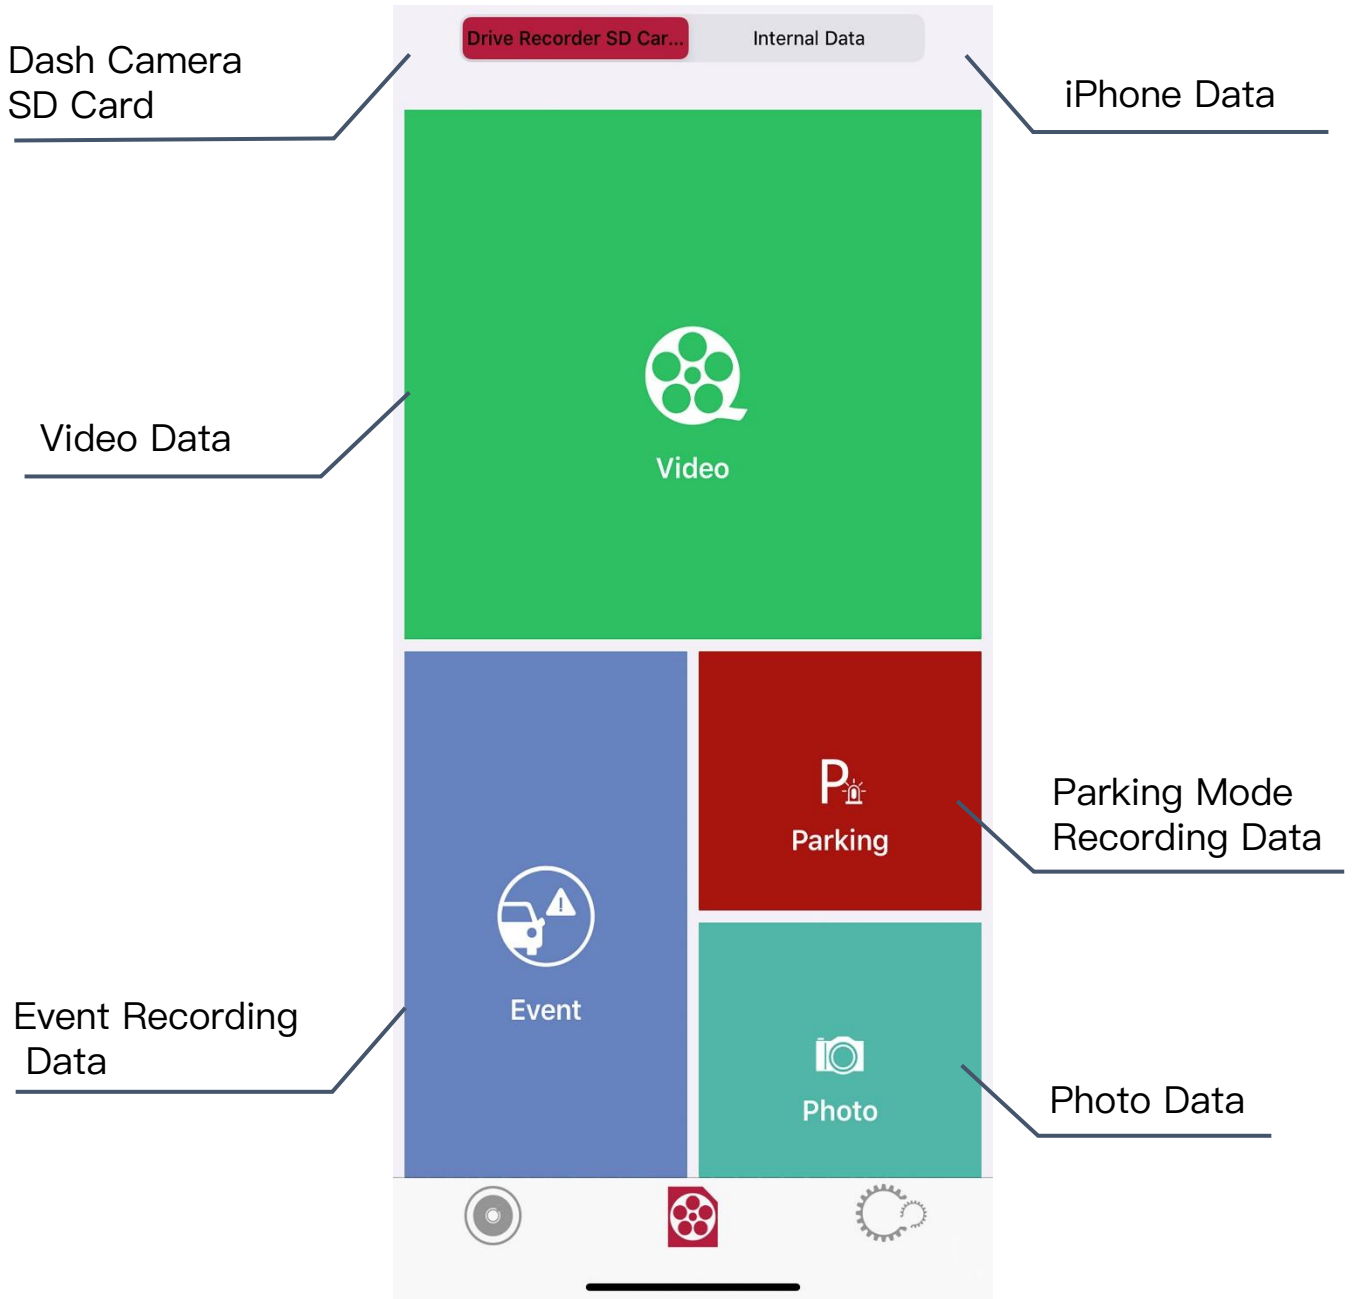 Drive Recorder SD Car...
Internal Data
Dash Camera
SD Card
iPhone Data
Video Data
Video
P
Parking
Parking Mode
Recording Data
Event Recording
Data
Event
Photo
Photo Data